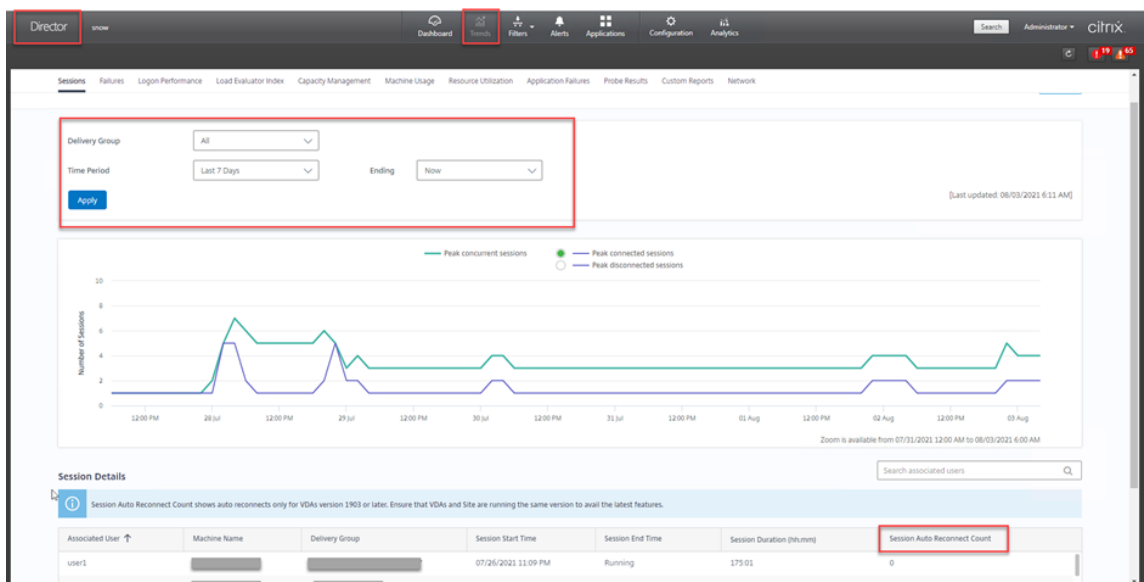 Director snow Dashboard Trends Filters Alerts Applications Configuration Analytics Search Administrator citrix
19 65
Sessions Failures Logon Performance Load Evaluator Index Capacity Management Machine Usage Resource Utilization Application Failures Probe Results Custom Reports Network
Delivery Group All
Time Period Last 7 Days Ending Now
Apply
[Last updated: 08/03/2021 6:11 AM]
Peak concurrent sessions Peak connected sessions
Peak disconnected sessions
Number of Sessions
10
8
6
4
2
0
12:00 PM 28 Jul 12:00 PM 29 Jul 12:00 PM 30 Jul 12:00 PM 31 Jul 12:00 PM 01 Aug 12:00 PM 02 Aug 12:00 PM 03 Aug
Zoom is available from 07/31/2021 12:00 AM to 08/03/2021 6:00 AM
Session Details Search associated users
Session Auto Reconnect Count shows auto reconnects only for VDAs version 1903 or later. Ensure that VDAs and Site are running the same version to avail the latest features.
Associated User Machine Name Delivery Group Session Start Time Session End Time Session Duration (hh:mm) Session Auto Reconnect Count
user1 07/26/2021 11:09 PM Running 175:01 0